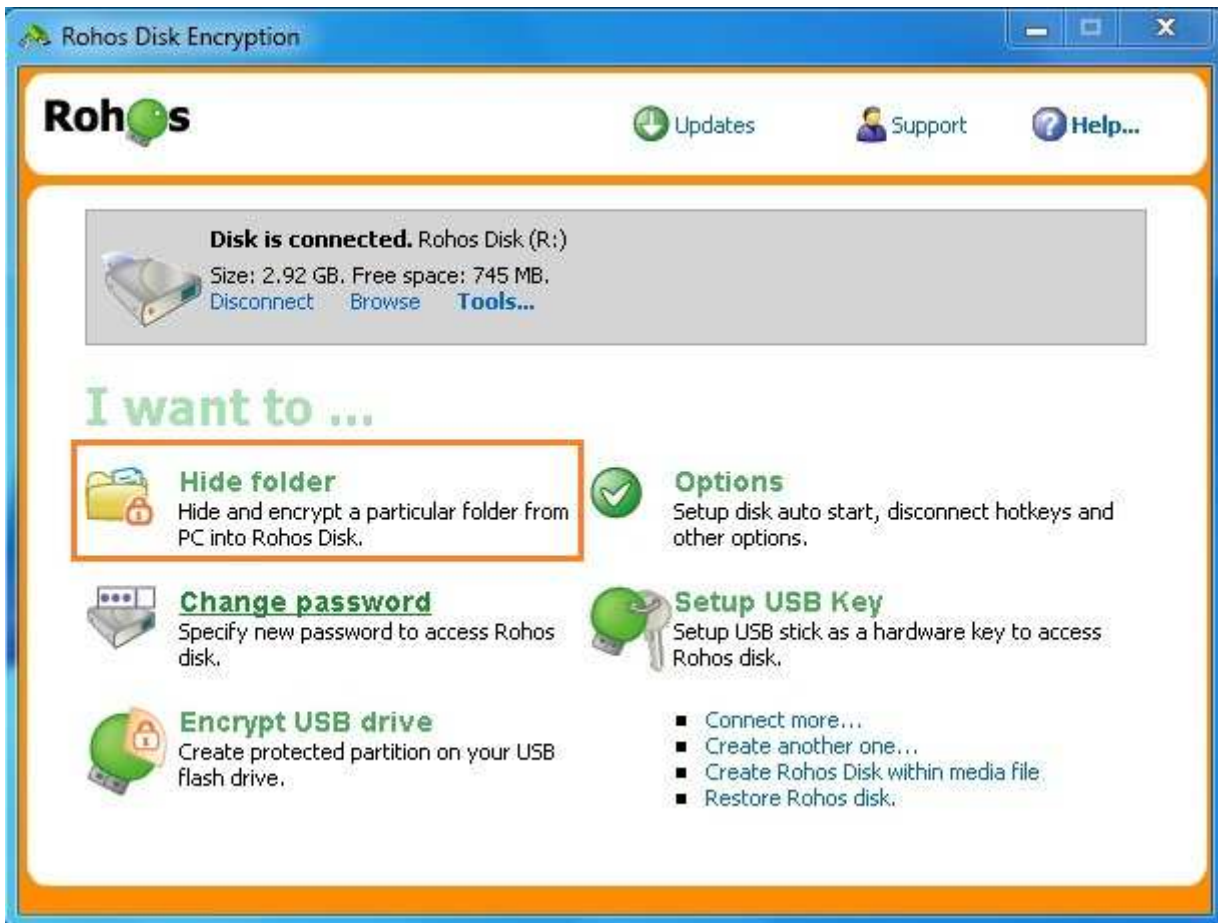 Rohos Disk Encryption
Rohos
Updates
Support
Help...
Disk is connected. Rohos Disk (R:)
Size: 2.92 GB. Free space: 745 MB.
Disconnect Browse Tools...
I want to ...
Hide folder
Hide and encrypt a particular folder from
PC into Rohos Disk.
Options
Setup disk auto start, disconnect hotkeys and
other options.
Change password
Specify new password to access Rohos
disk.
Setup USB Key
Setup USB stick as a hardware key to access
Rohos disk.
Encrypt USB drive
Create protected partition on your USB
flash drive.
Connect more...
Create another one...
Create Rohos Disk within media file
Restore Rohos disk.